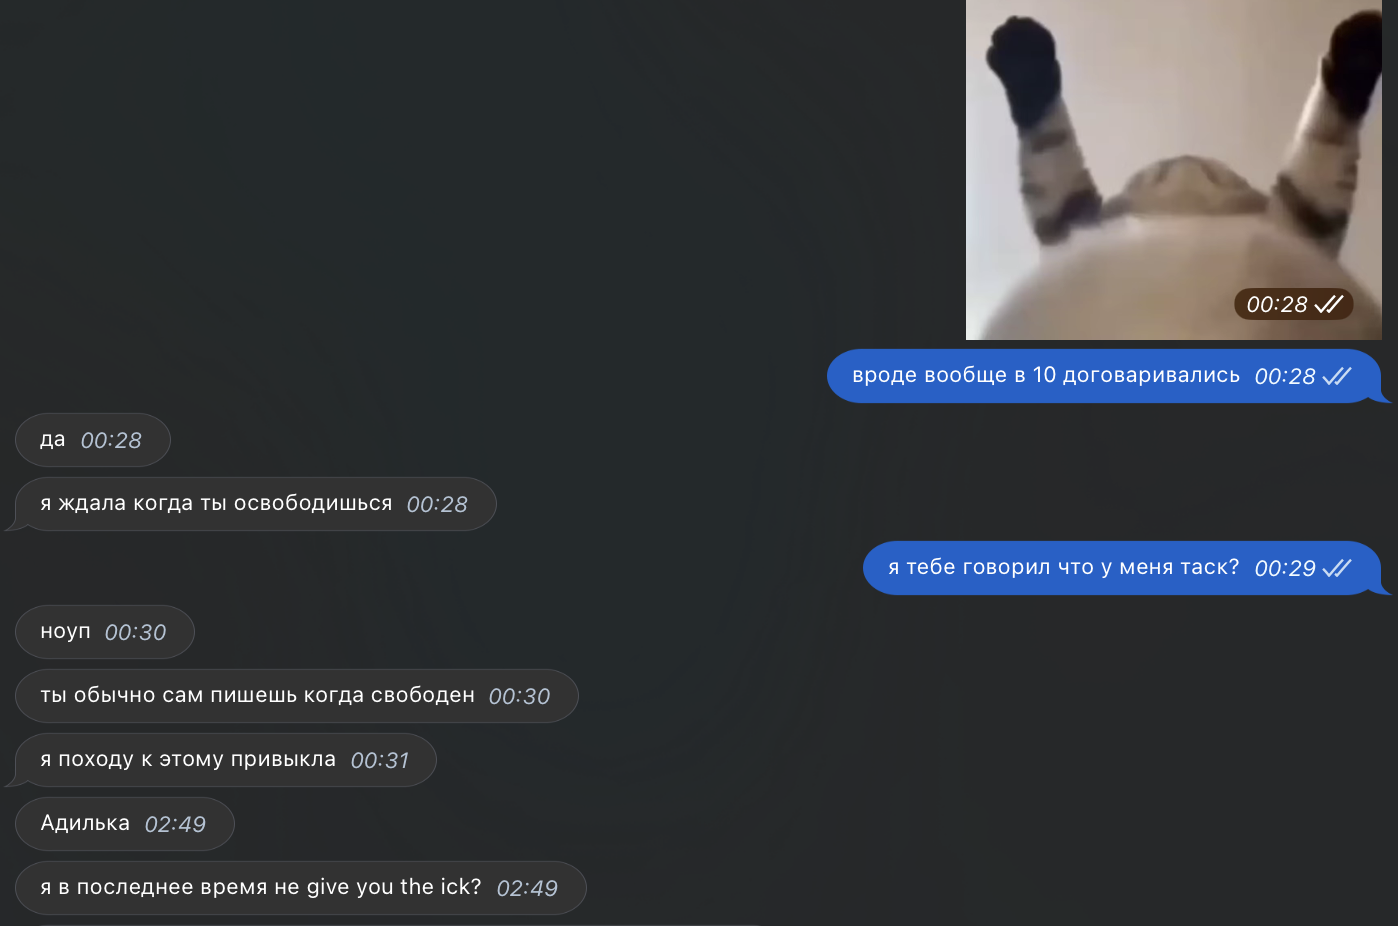 00:28
вроде вообще в 10 договаривались 00:28
да 00:28
я ждала когда ты освободишься 00:28
я тебе говорил что у меня таск? 00:29
ноуп 00:30
ты обычно сам пишешь когда свободен 00:30
я походу к этому привыкла 00:31
Адилька 02:49
я в последнее время не give you the ick? 02:49